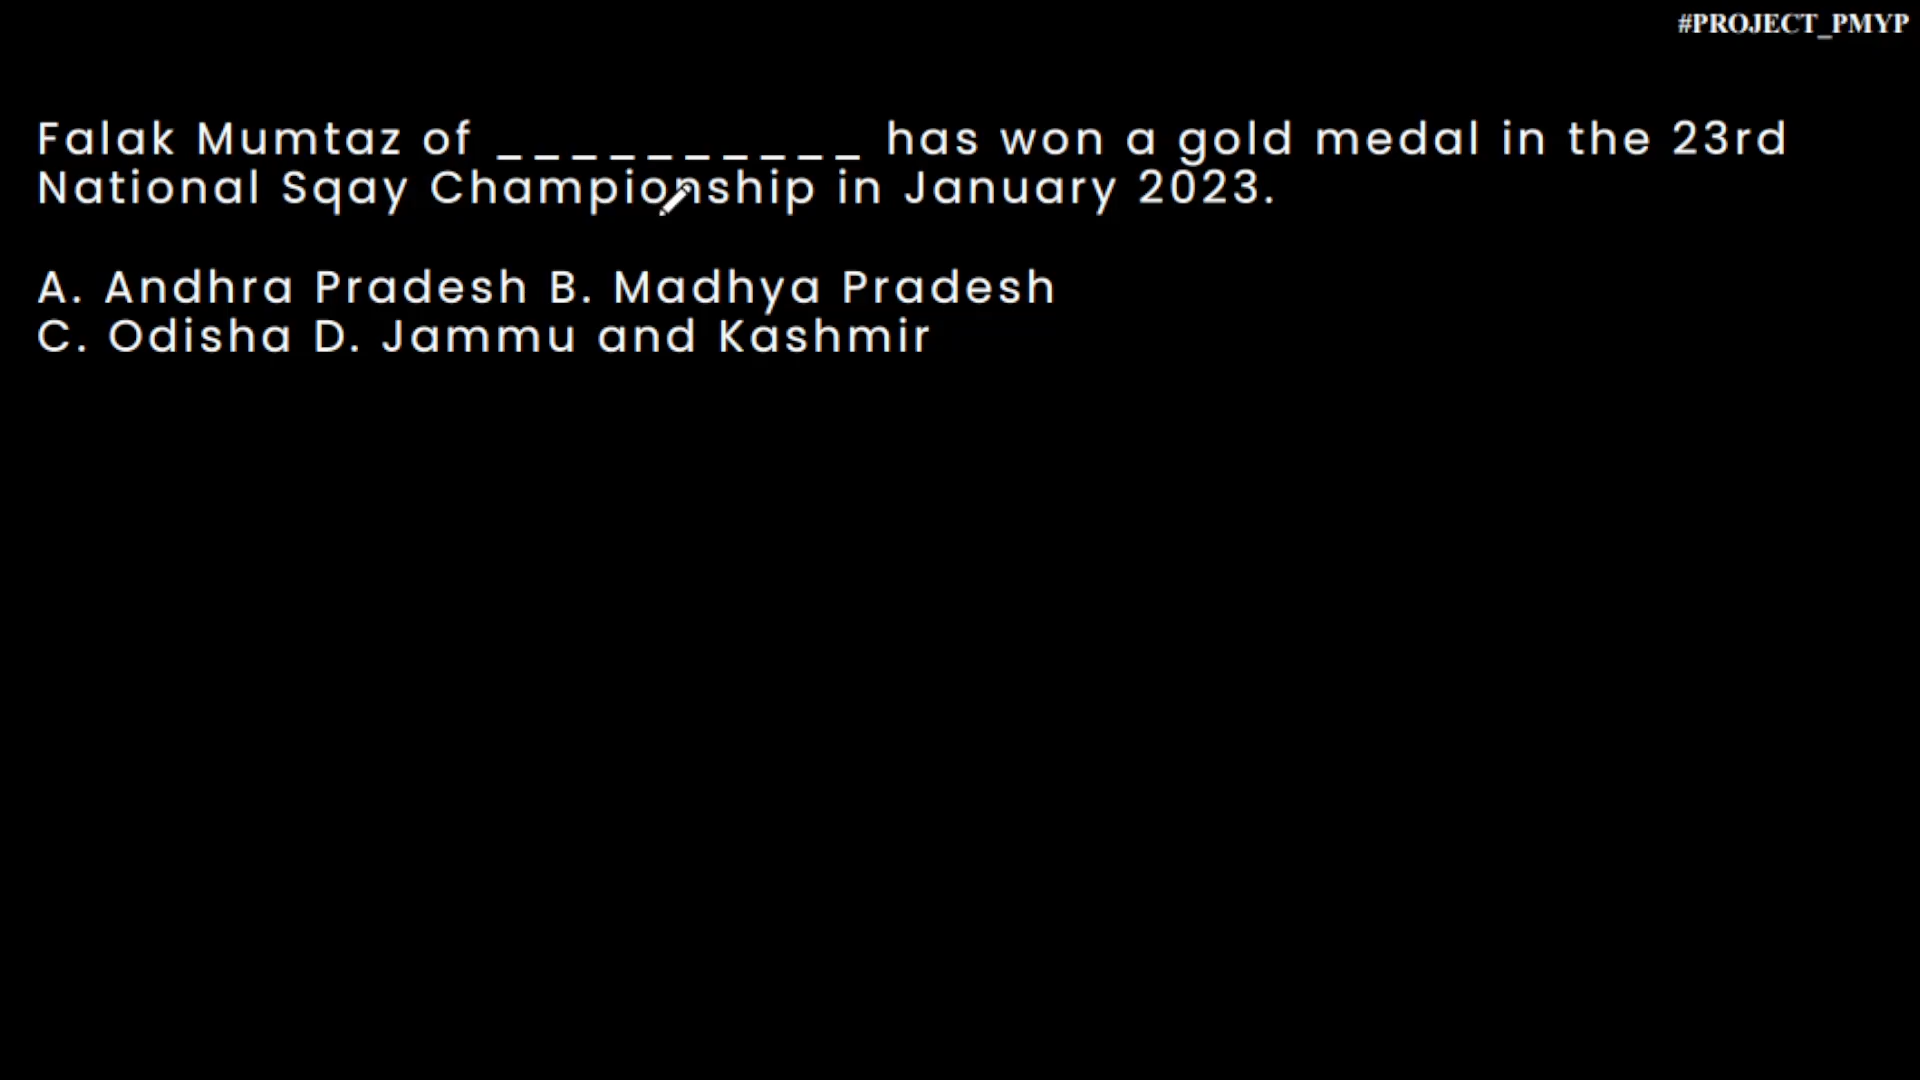 #PROJECT_PMYP
Falak Mumtaz of __________ has won a gold medal in the 23rd
National Sqay Championship in January 2023.
A. Andhra Pradesh B. Madhya Pradesh
C. Odisha D. Jammu and Kashmir